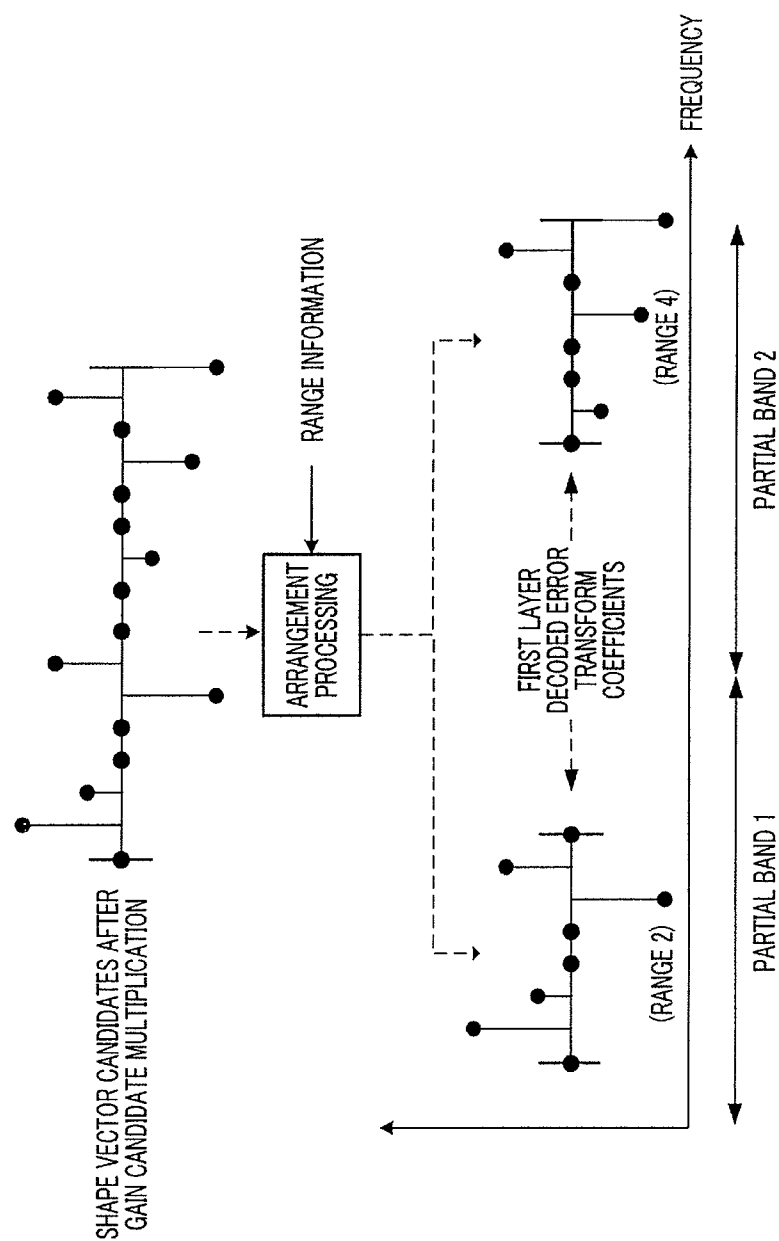 SHAPE VECTOR CANDIDATES AFTER
GAIN CANDIDATE MULTIPLICATION
ARRANGEMENT
PROCESSING
RANGE INFORMATION
FIRST LAYER
DECODED ERROR
TRANSFORM
COEFFICIENTS
(RANGE 2)
(RANGE 4)
FREQUENCY
PARTIAL BAND 1
PARTIAL BAND 2